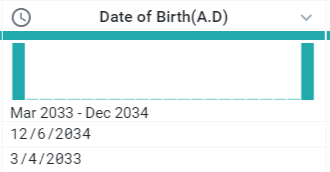 Date of Birth(A.D)
Mar 2033 - Dec 2034
12/6/2034
3/4/2033